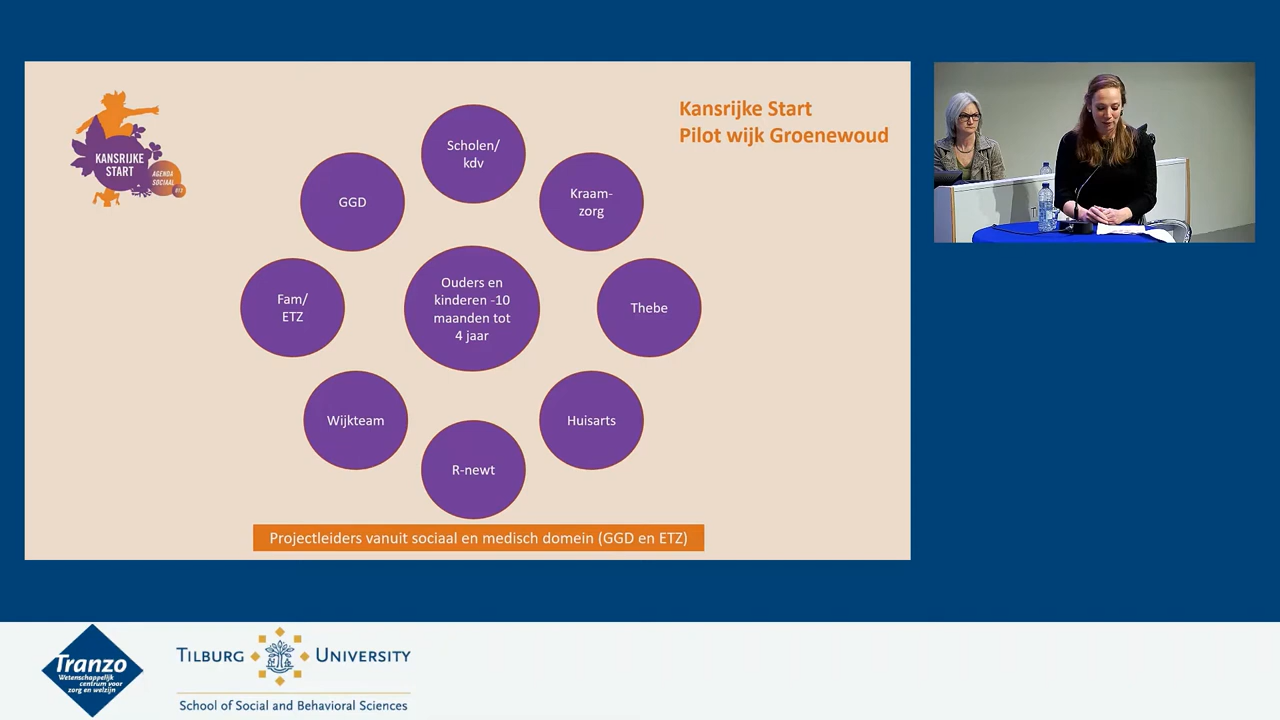 KANSRIJKE
START
AGENDA
SOCIAAL
Kansrijke Start
Pilot wijk Groenewoud
Scholen/
kdv
Kraam-
zorg
GGD
Ouders en
kinderen -10
maanden tot
4 jaar
Fam/
ETZ
Thebe
Wijkteam
Huisarts
R-newt
Projectleiders vanuit sociaal en medisch domein (GGD en ETZ)
Tranzo
Wetenschappelijk
centrum voor
zorg en welzijn
TILBURG UNIVERSITY
School of Social and Behavioral Sciences